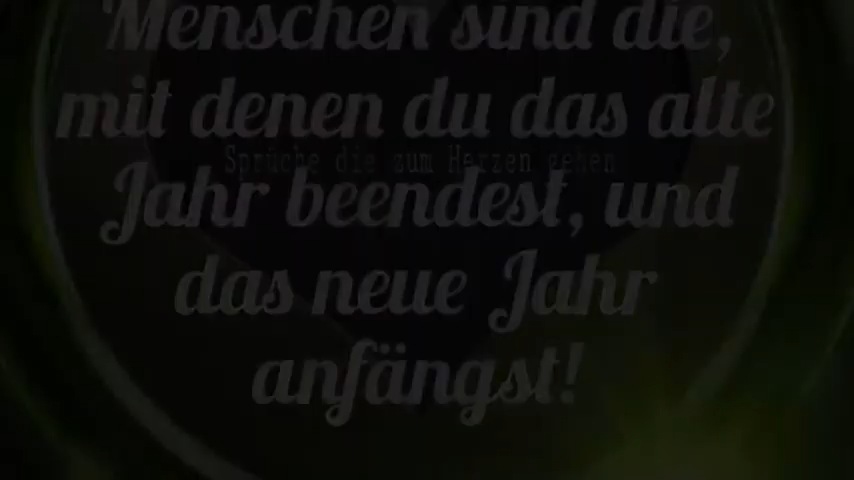 Menschen sind die,
mit denen du das alte
Sprüche die zum Herzen gehen
Jahr beendest, und
das neue Jahr
anfängst!